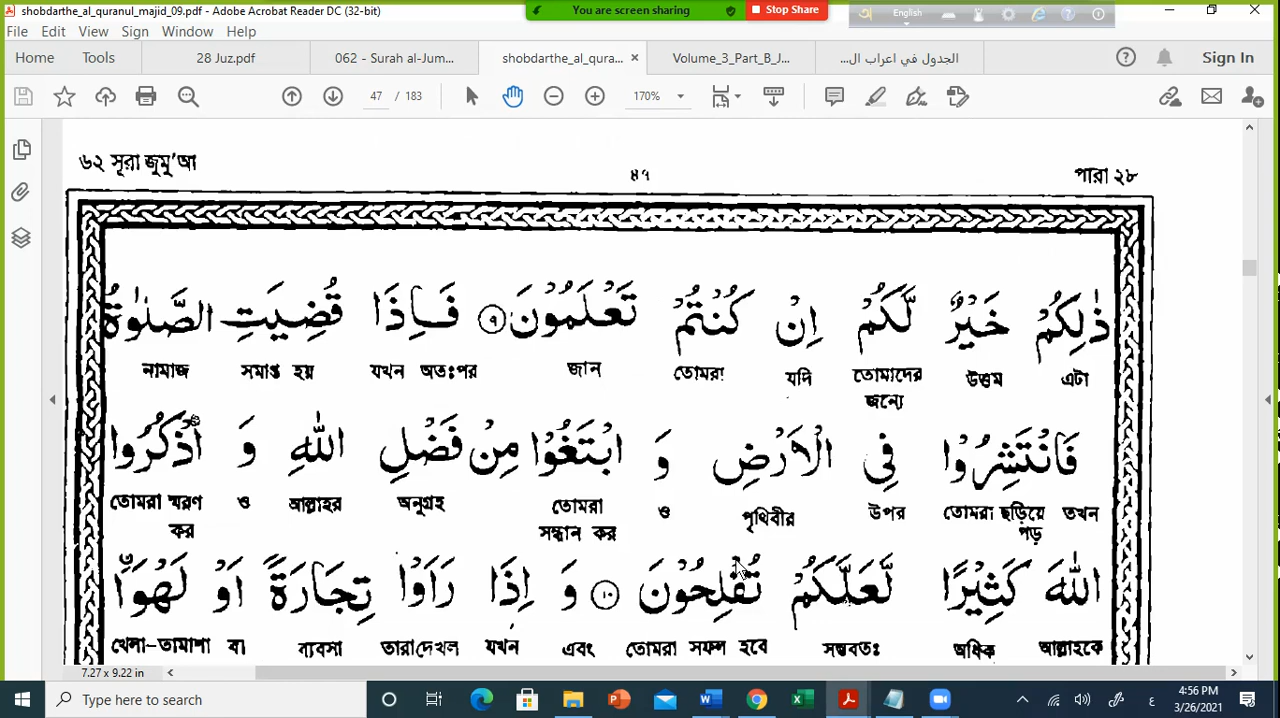 shobdarthe_al_quranul_majid_09.pdf - Adobe Acrobat Reader DC (32-bit)
You are screen sharing
Stop Share
English
File Edit View Sign Window Help
Home Tools 28 Juz.pdf 062 - Surah al-Jum... shobdarthe_al_qura... Volume_3_Part_B_J... الجدول في اعراب ال... Sign In
47 / 183 170%
৬২ সূরা জুমু'আ ৪৭ পারা ২৮
ذٰلِكُمْ خَيْرٌ لَّكُمْ اِنْ كُنْتُمْ تَعْلَمُوْنَ ٩ فَاِذَا قُضِيَتِ الصَّلٰوةُ
এটা উত্তম তোমাদের জন্যে যদি তোমরা জান যখন অতঃপর সমাপ্ত হয় নামাজ
فَانْتَشِرُوْا فِى الْاَرْضِ وَ ابْتَغُوْا مِنْ فَضْلِ اللّٰهِ وَ اذْكُرُوا
তোমরা ছড়িয়ে পড় তখন উপর পৃথিবীর ও তোমরা সন্ধান কর অনুগ্রহ আল্লাহর ও তোমরা স্মরণ কর
اللّٰهَ كَثِيْرًا لَّعَلَّكُمْ تُفْلِحُوْنَ ١٠ وَ اِذَا رَاَوْا تِجَارَةً اَوْ لَهْوَا
আল্লাহকে অধিক সম্ভবতঃ তোমরা সফল হবে এবং যখন তারা দেখল ব্যবসা বা খেলা-তামাশা
7.27 x 9.22 in
Type here to search
4:56 PM
3/26/2021